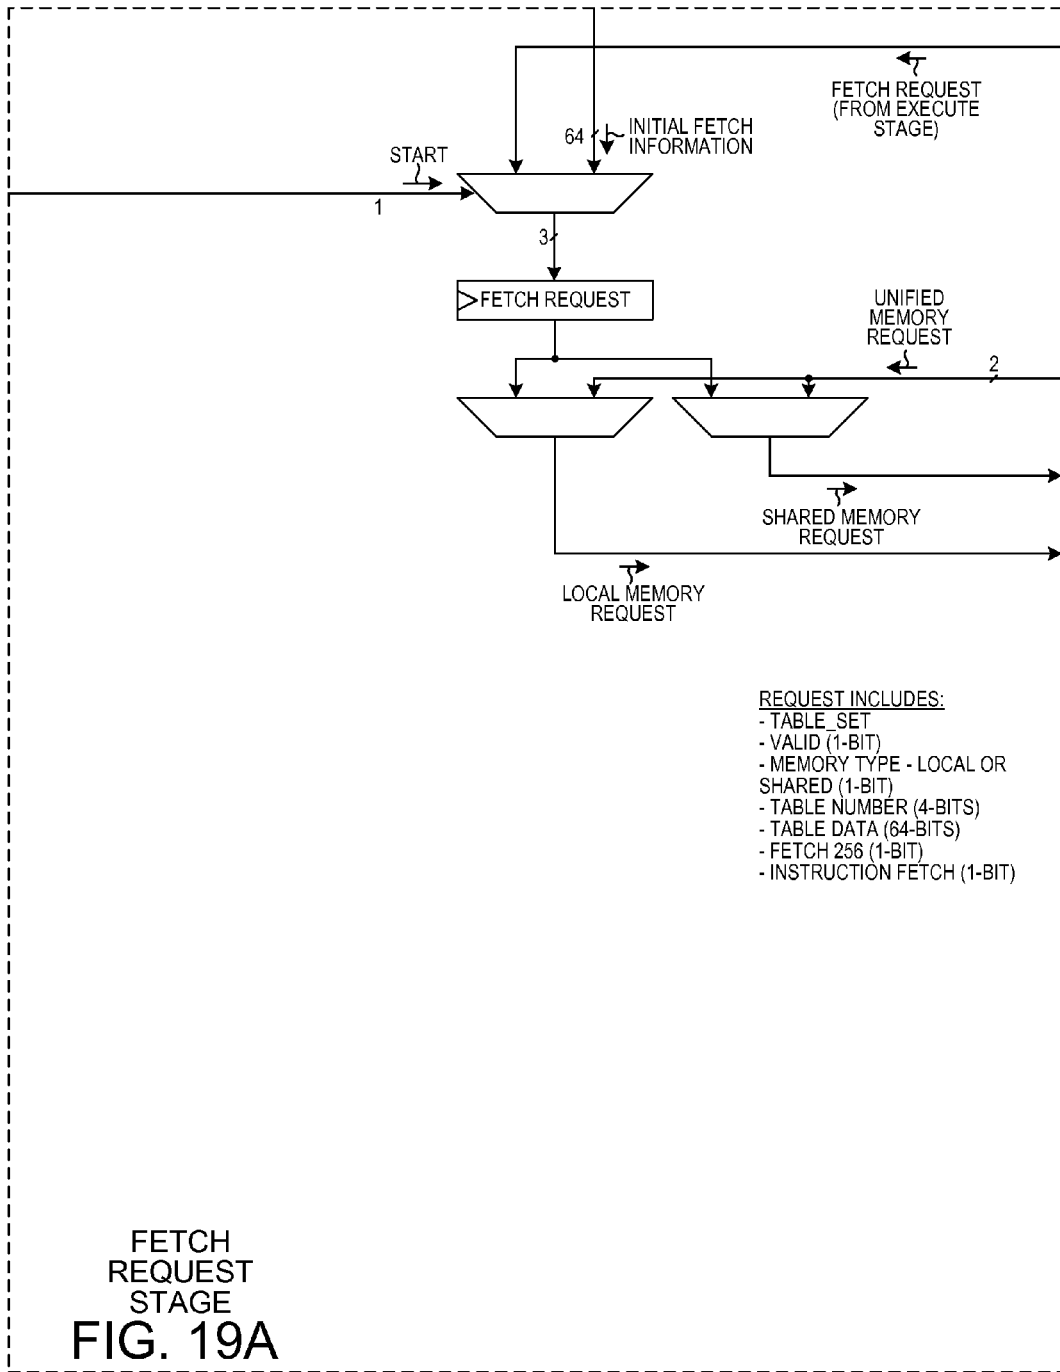 FETCH REQUEST
(FROM EXECUTE
STAGE)
64
INITIAL FETCH
INFORMATION
START
1
3
FETCH REQUEST
UNIFIED
MEMORY
REQUEST
2
SHARED MEMORY
REQUEST
LOCAL MEMORY
REQUEST
REQUEST INCLUDES:
- TABLE_SET
- VALID (1-BIT)
- MEMORY TYPE - LOCAL OR
SHARED (1-BIT)
- TABLE NUMBER (4-BITS)
- TABLE DATA (64-BITS)
- FETCH 256 (1-BIT)
- INSTRUCTION FETCH (1-BIT)
FETCH
REQUEST
STAGE
FIG. 19A